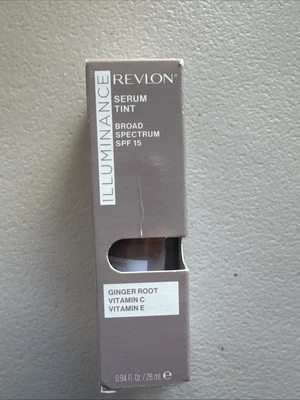 ILLUMINANCE
REVLON®
SERUM
TINT
BROAD
SPECTRUM
SPF 15
GINGER ROOT
VITAMIN C
VITAMIN E
0.94 fl Oz / 28 mL ℮